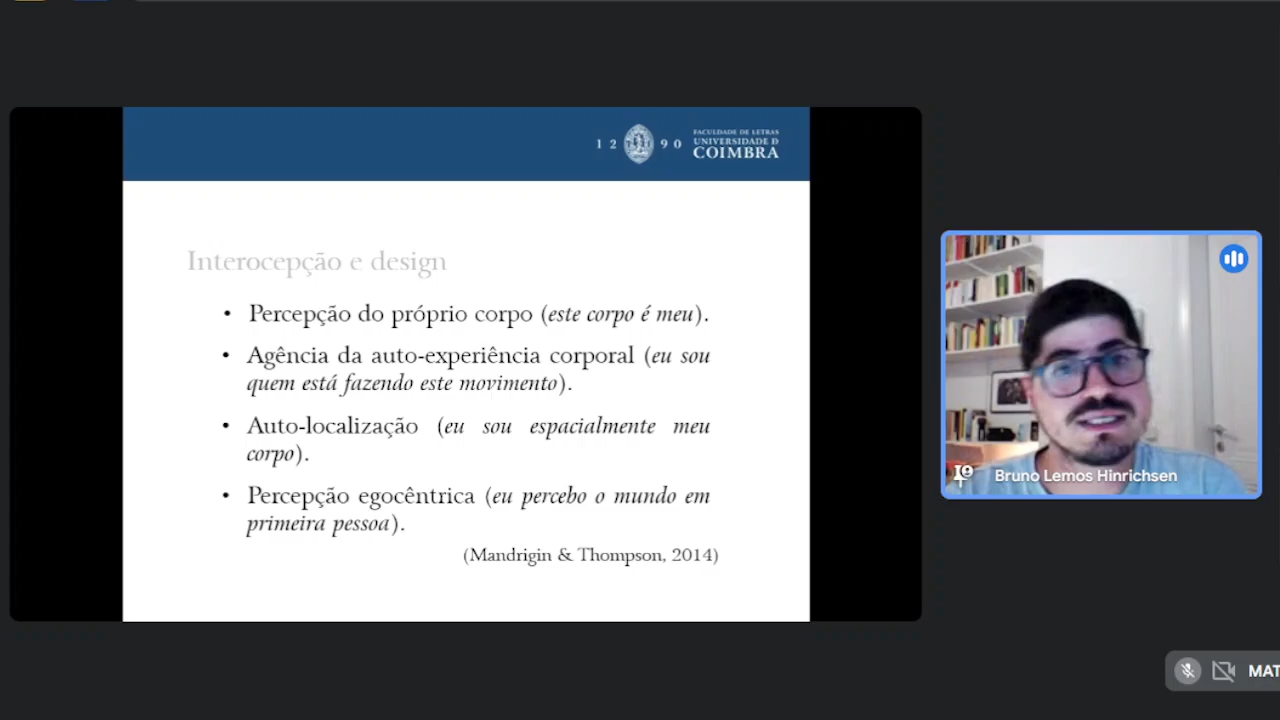 1 2 9 0
FACULDADE DE LETRAS
UNIVERSIDADE D
COIMBRA
Interocepção e design
• Percepção do próprio corpo (este corpo é meu).
• Agência da auto-experiência corporal (eu sou
quem está fazendo este movimento).
• Auto-localização (eu sou espacialmente meu
corpo).
• Percepção egocêntrica (eu percebo o mundo em
primeira pessoa).
(Mandrigin & Thompson, 2014)
Bruno Lemos Hinrichsen
MAT